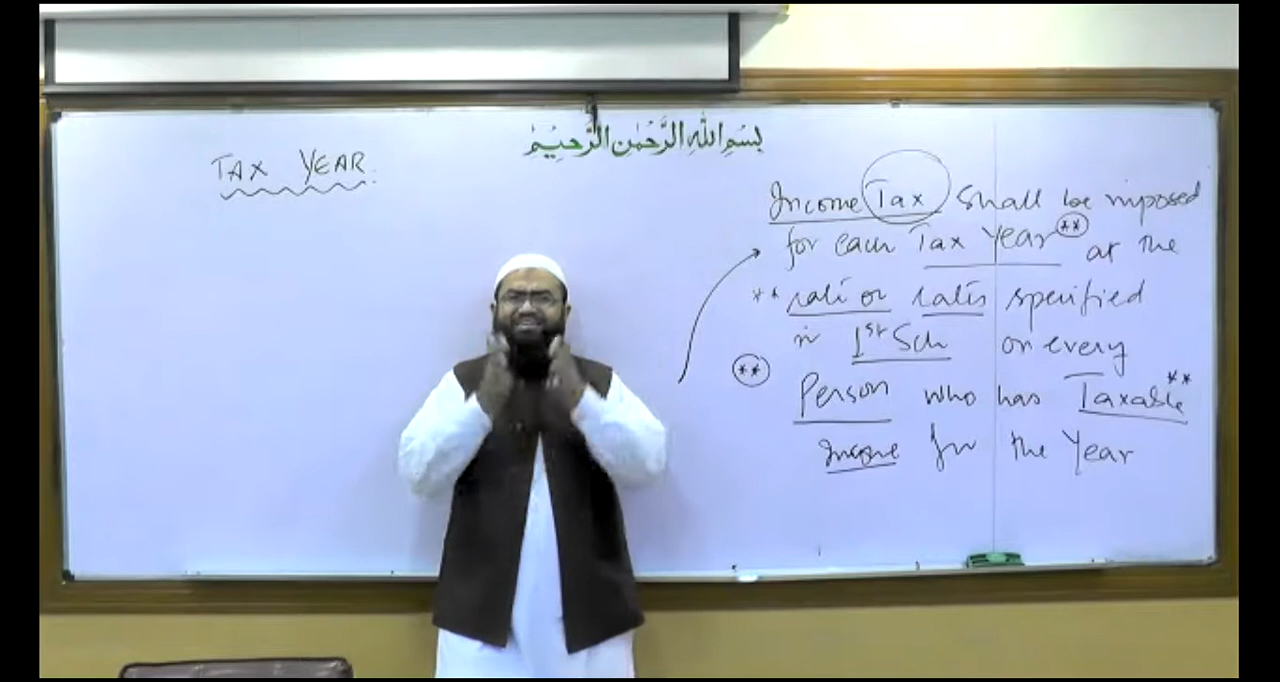 بِسْمِ اللهِ الرَّحْمٰنِ الرَّحِيْمِ
TAX YEAR.
Income Tax shall be imposed
for each Tax Year ** at the
** rate or rates specified
in 1st Sch on every
** Person who has Taxable **
Income for the Year